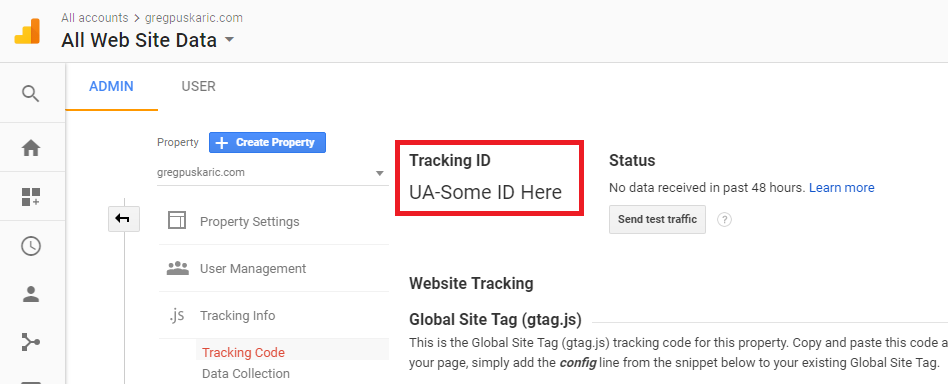 All accounts > gregpuskaric.com
All Web Site Data
ADMIN
USER
Property
Create Property
gregpuskaric.com
Property Settings
User Management
.js Tracking Info
Tracking Code
Data Collection
Tracking ID
UA-Some ID Here
Status
No data received in past 48 hours. Learn more
Send test traffic
?
Website Tracking
Global Site Tag (gtag.js)
This is the Global Site Tag (gtag.js) tracking code for this property. Copy and paste this code a
your page, simply add the config line from the snippet below to your existing Global Site Tag.